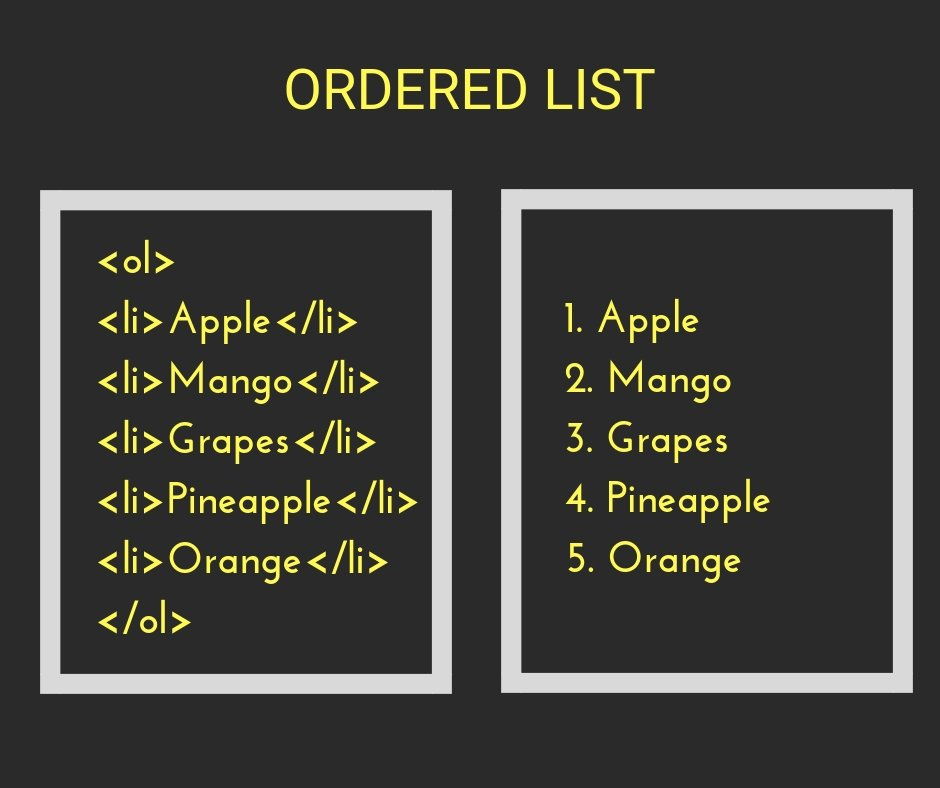 ORDERED LIST
<ol>
<li>Apple</li>
<li>Mango</li>
<li>Grapes</li>
<li>Pineapple</li>
<li>Orange</li>
</ol>
1. Apple
2. Mango
3. Grapes
4. Pineapple
5. Orange